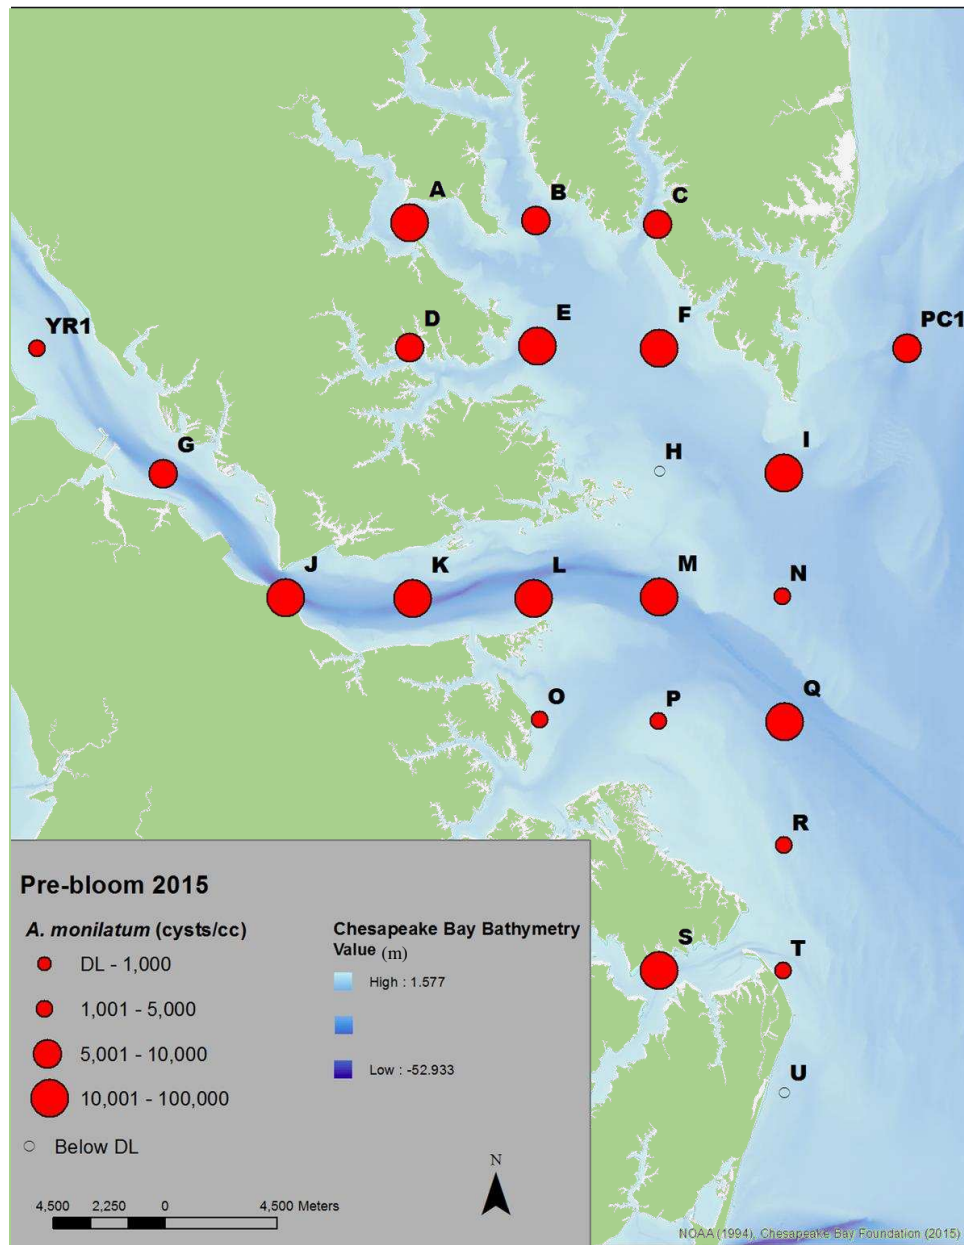 A
B
C
YR1
D
E
F
PC1
G
H
I
J
K
L
M
N
O
P
Q
R
S
T
U
Pre-bloom 2015
A. monilatum (cysts/cc)
DL - 1,000
1,001 - 5,000
5,001 - 10,000
10,001 - 100,000
Below DL
4,500 2,250 0 4,500 Meters
Chesapeake Bay Bathymetry
Value (m)
High : 1.577
Low : -52.933
N
NOAA (1994), Chesapeake Bay Foundation (2015)